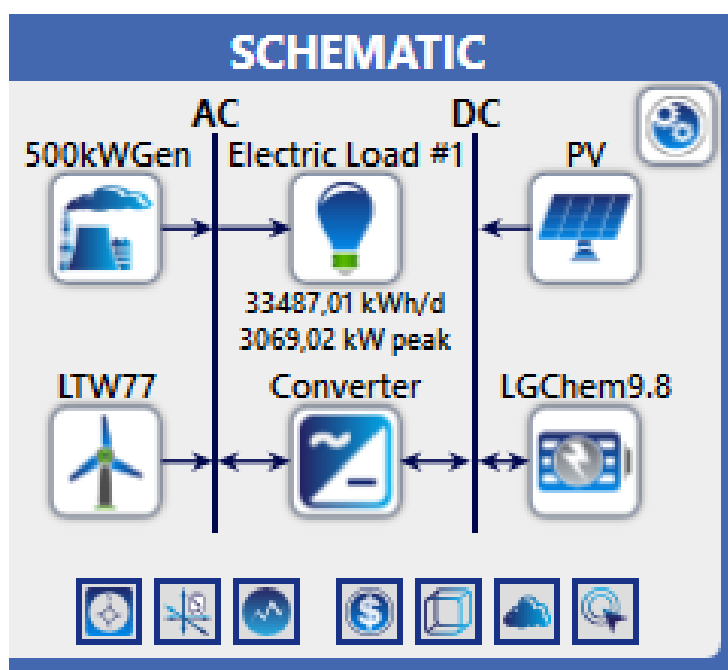 SCHEMATIC
AC DC
500kWGen Electric Load #1 PV
33487,01 kWh/d
3069,02 kW peak
LTW77 Converter LGChem9.8